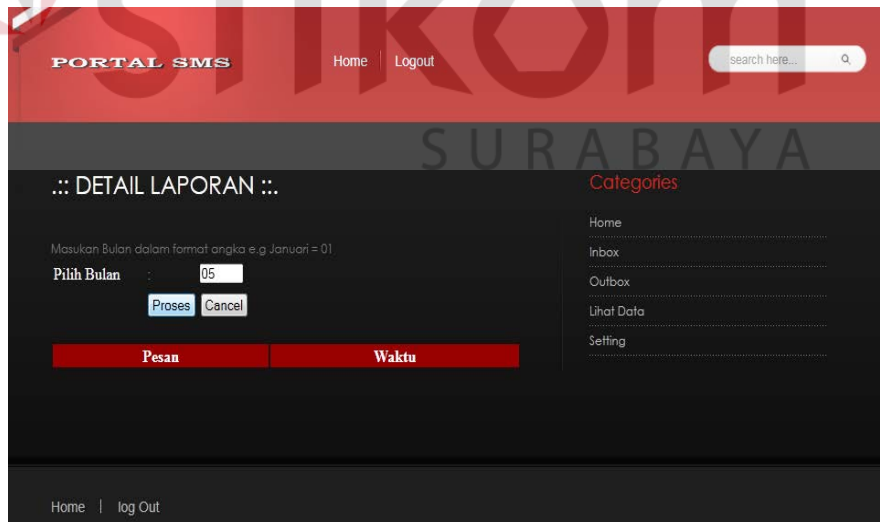 stikom
SURABAYA
PORTAL SMS
Home | Logout
search here...
.:: DETAIL LAPORAN ::.
Masukan Bulan dalam format angka e.g Januari = 01
Pilih Bulan : 05
Proses Cancel
Pesan Waktu
Categories
Home
Inbox
Outbox
Lihat Data
Setting
Home | log Out